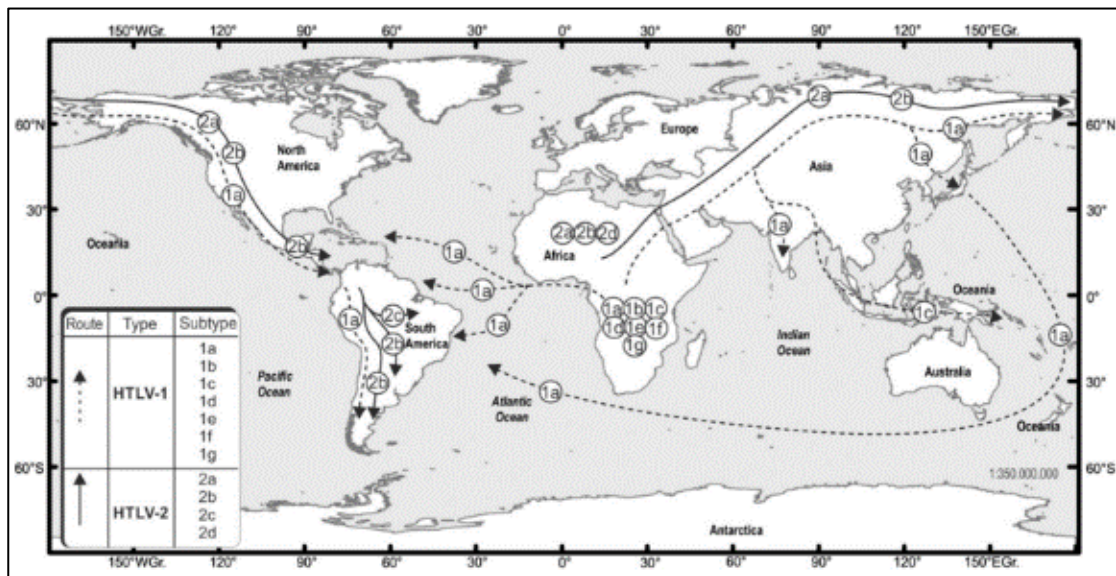 150°WGr. 120° 90° 60° 30° 0° 30° 60° 90° 120° 150°EGr.
2a 2b
60°N 2a Europe 1a 60°N
North America 2b Asia 1a
1a
30°N 30°N
Oceania 2b 1a 2a 2b 2d 1a
Africa
0° 1a 1a 1b 1c Oceania 0°
2c South America 1a 1d 1e 1f 1c
1a 2b 1g Indian Ocean 1a
30°S Pacific Ocean 2b Atlantic Ocean 1a Australia 30°S
Oceania
60°S 60°S
1:350.000.000
Antarctica
Route Type Subtype
HTLV-1
1a
1b
1c
1d
1e
1f
1g
HTLV-2
2a
2b
2c
2d
150°WGr. 120° 90° 60° 30° 0° 30° 60° 90° 120° 150°EGr.